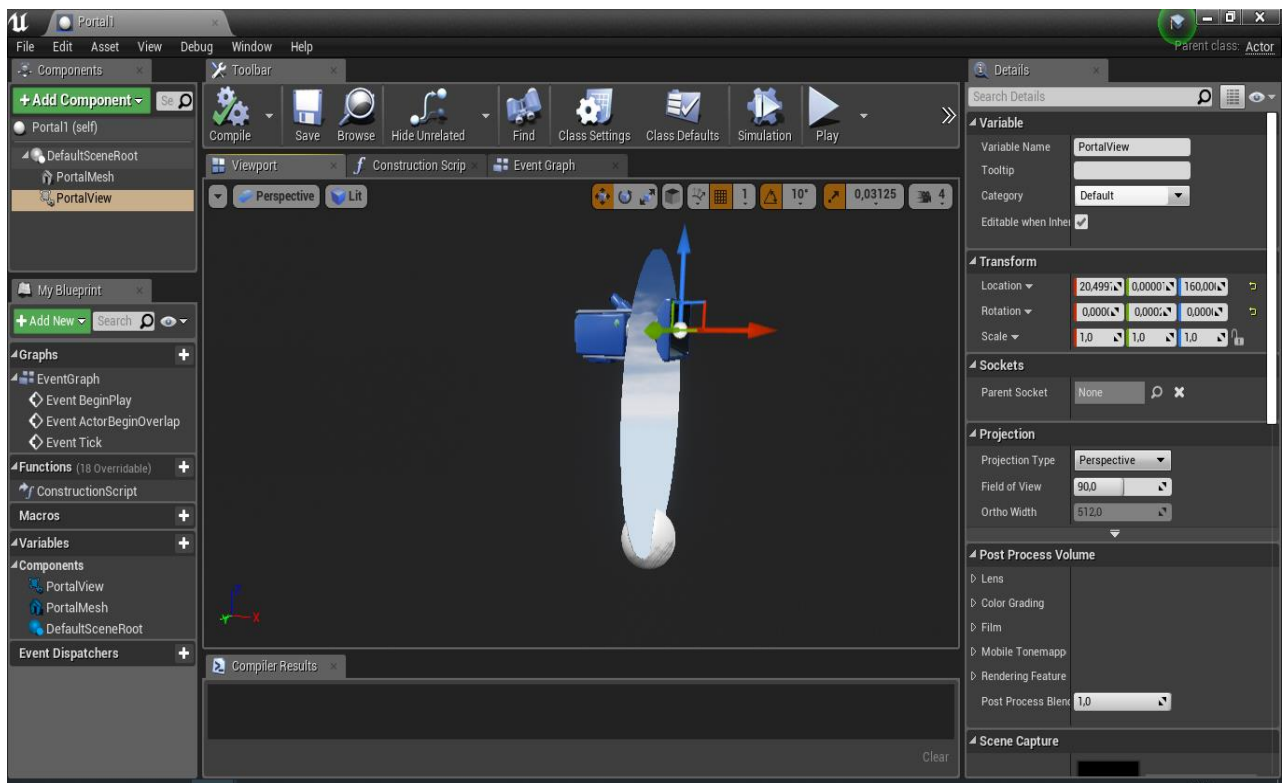 Portal1
File Edit Asset View Debug Window Help
Parent class: Actor
Components
+Add Component
Se
Portal1 (self)
DefaultSceneRoot
PortalMesh
PortalView
My Blueprint
+Add New
Search
Graphs
EventGraph
Event BeginPlay
Event ActorBeginOverlap
Event Tick
Functions (18 Overridable)
ConstructionScript
Macros
Variables
Components
PortalView
PortalMesh
DefaultSceneRoot
Event Dispatchers
Toolbar
Compile Save Browse Hide Unrelated Find Class Settings Class Defaults Simulation Play
Viewport Construction Scrip Event Graph
Perspective Lit 1 10° 0,03125 4
Z
Y X
Compiler Results
Clear
Details
Search Details
Variable
Variable Name PortalView
Tooltip
Category Default
Editable when Inher
Transform
Location 20,499 0,0000 160,00
Rotation 0,000 0,000 0,000
Scale 1,0 1,0 1,0
Sockets
Parent Socket None
Projection
Projection Type Perspective
Field of View 90,0
Ortho Width 512,0
Post Process Volume
Lens
Color Grading
Film
Mobile Tonemapp
Rendering Feature
Post Process Blend 1,0
Scene Capture